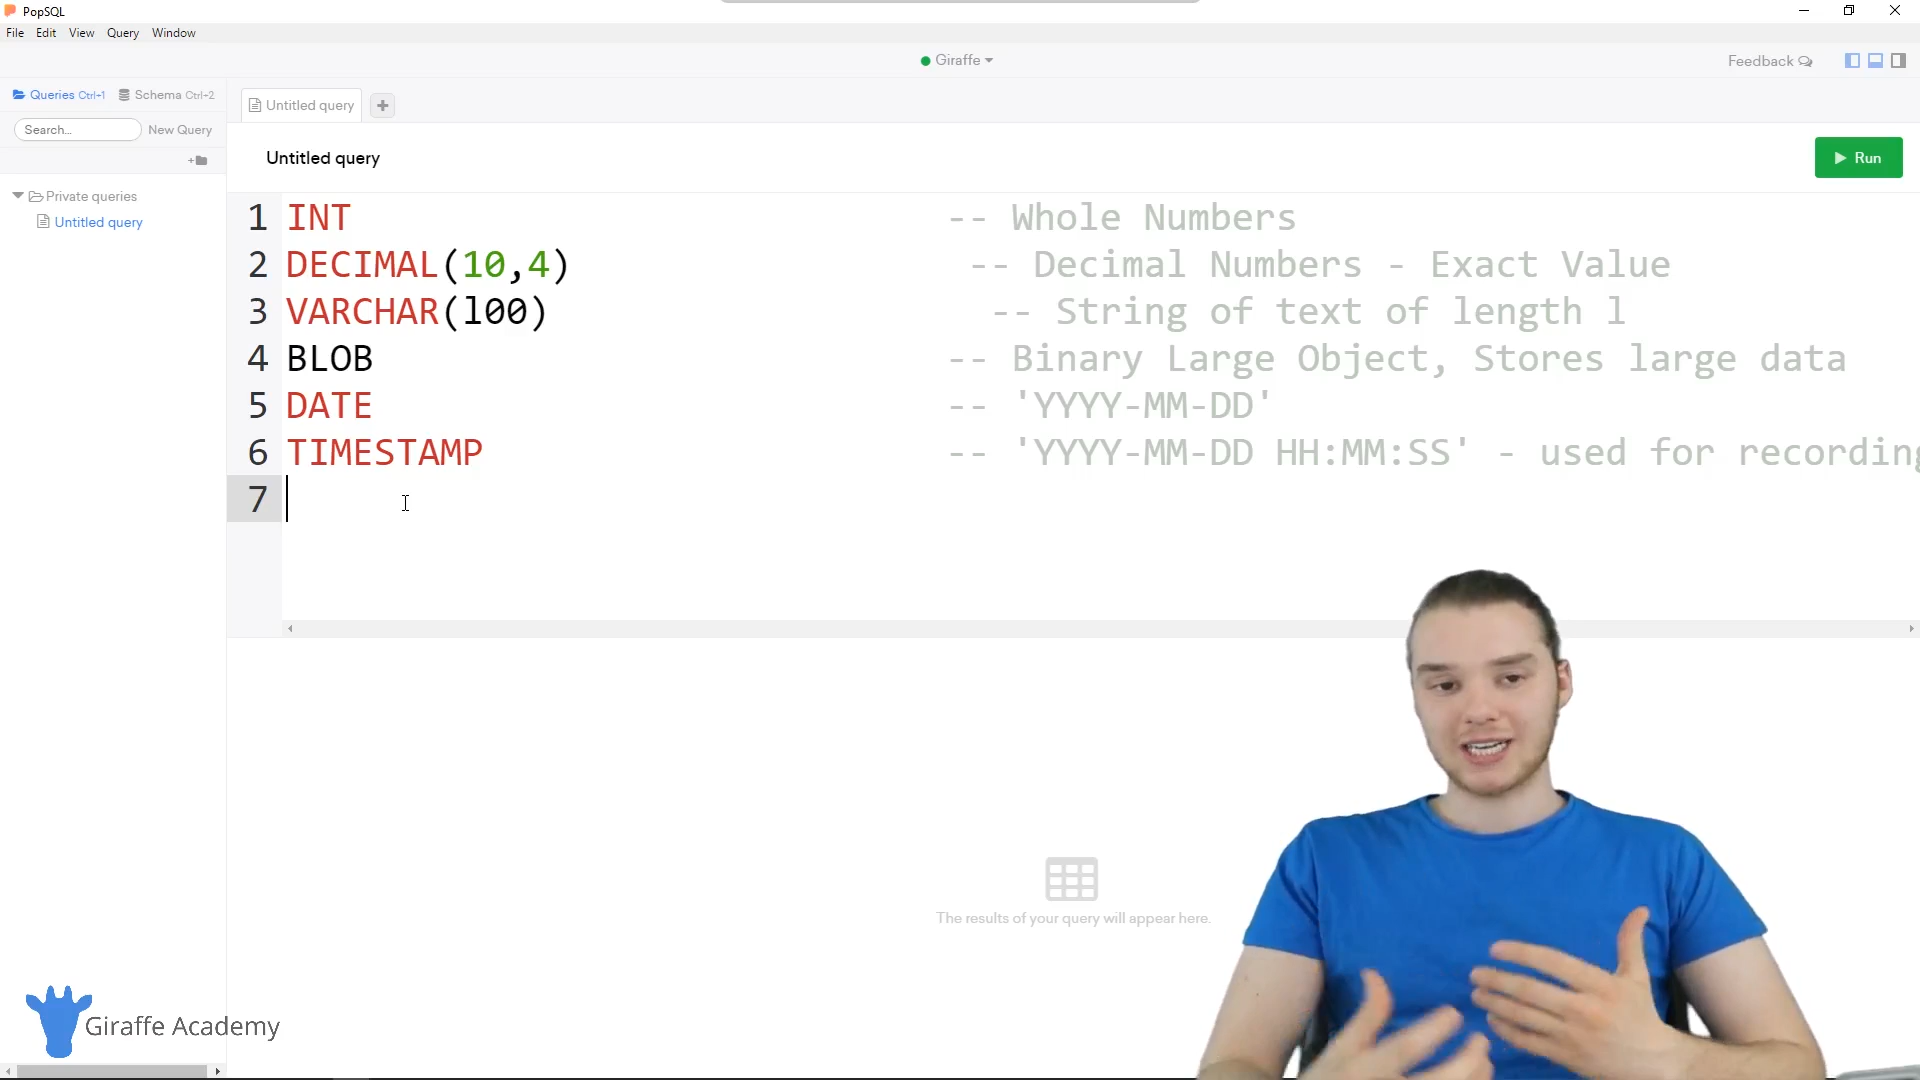 PopSQL
File Edit View Query Window
Giraffe
Feedback
Queries Ctrl+1 Schema Ctrl+2
Untitled query +
Search... New Query
Untitled query
Run
Private queries
Untitled query
1 INT -- Whole Numbers
2 DECIMAL(10,4) -- Decimal Numbers - Exact Value
3 VARCHAR(l00) -- String of text of length l
4 BLOB -- Binary Large Object, Stores large data
5 DATE -- 'YYYY-MM-DD'
6 TIMESTAMP -- 'YYYY-MM-DD HH:MM:SS' - used for recording
7
The results of your query will appear here.
Giraffe Academy